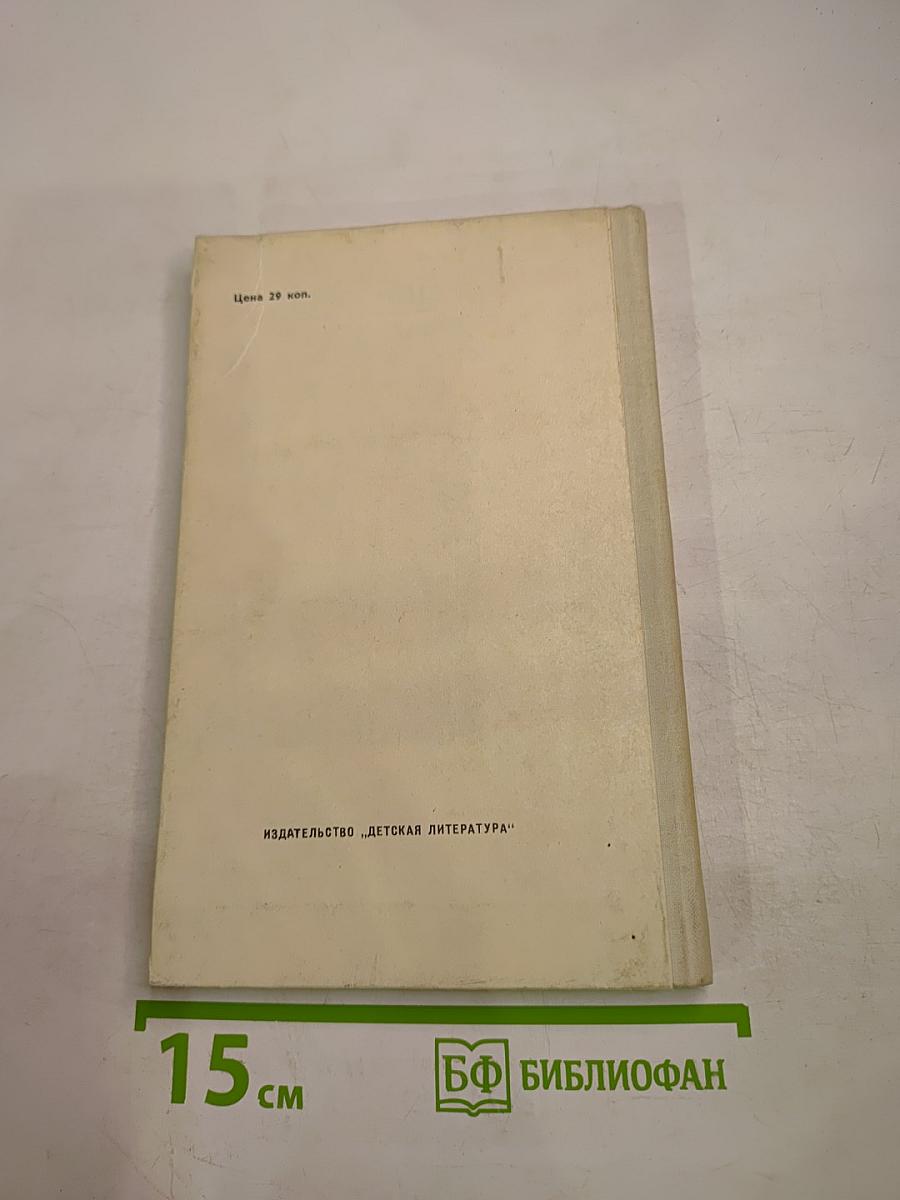 Цена 29 коп.
ИЗДАТЕЛЬСТВО „ДЕТСКАЯ ЛИТЕРАТУРА“
15 см
БФ БИБЛИОФАН